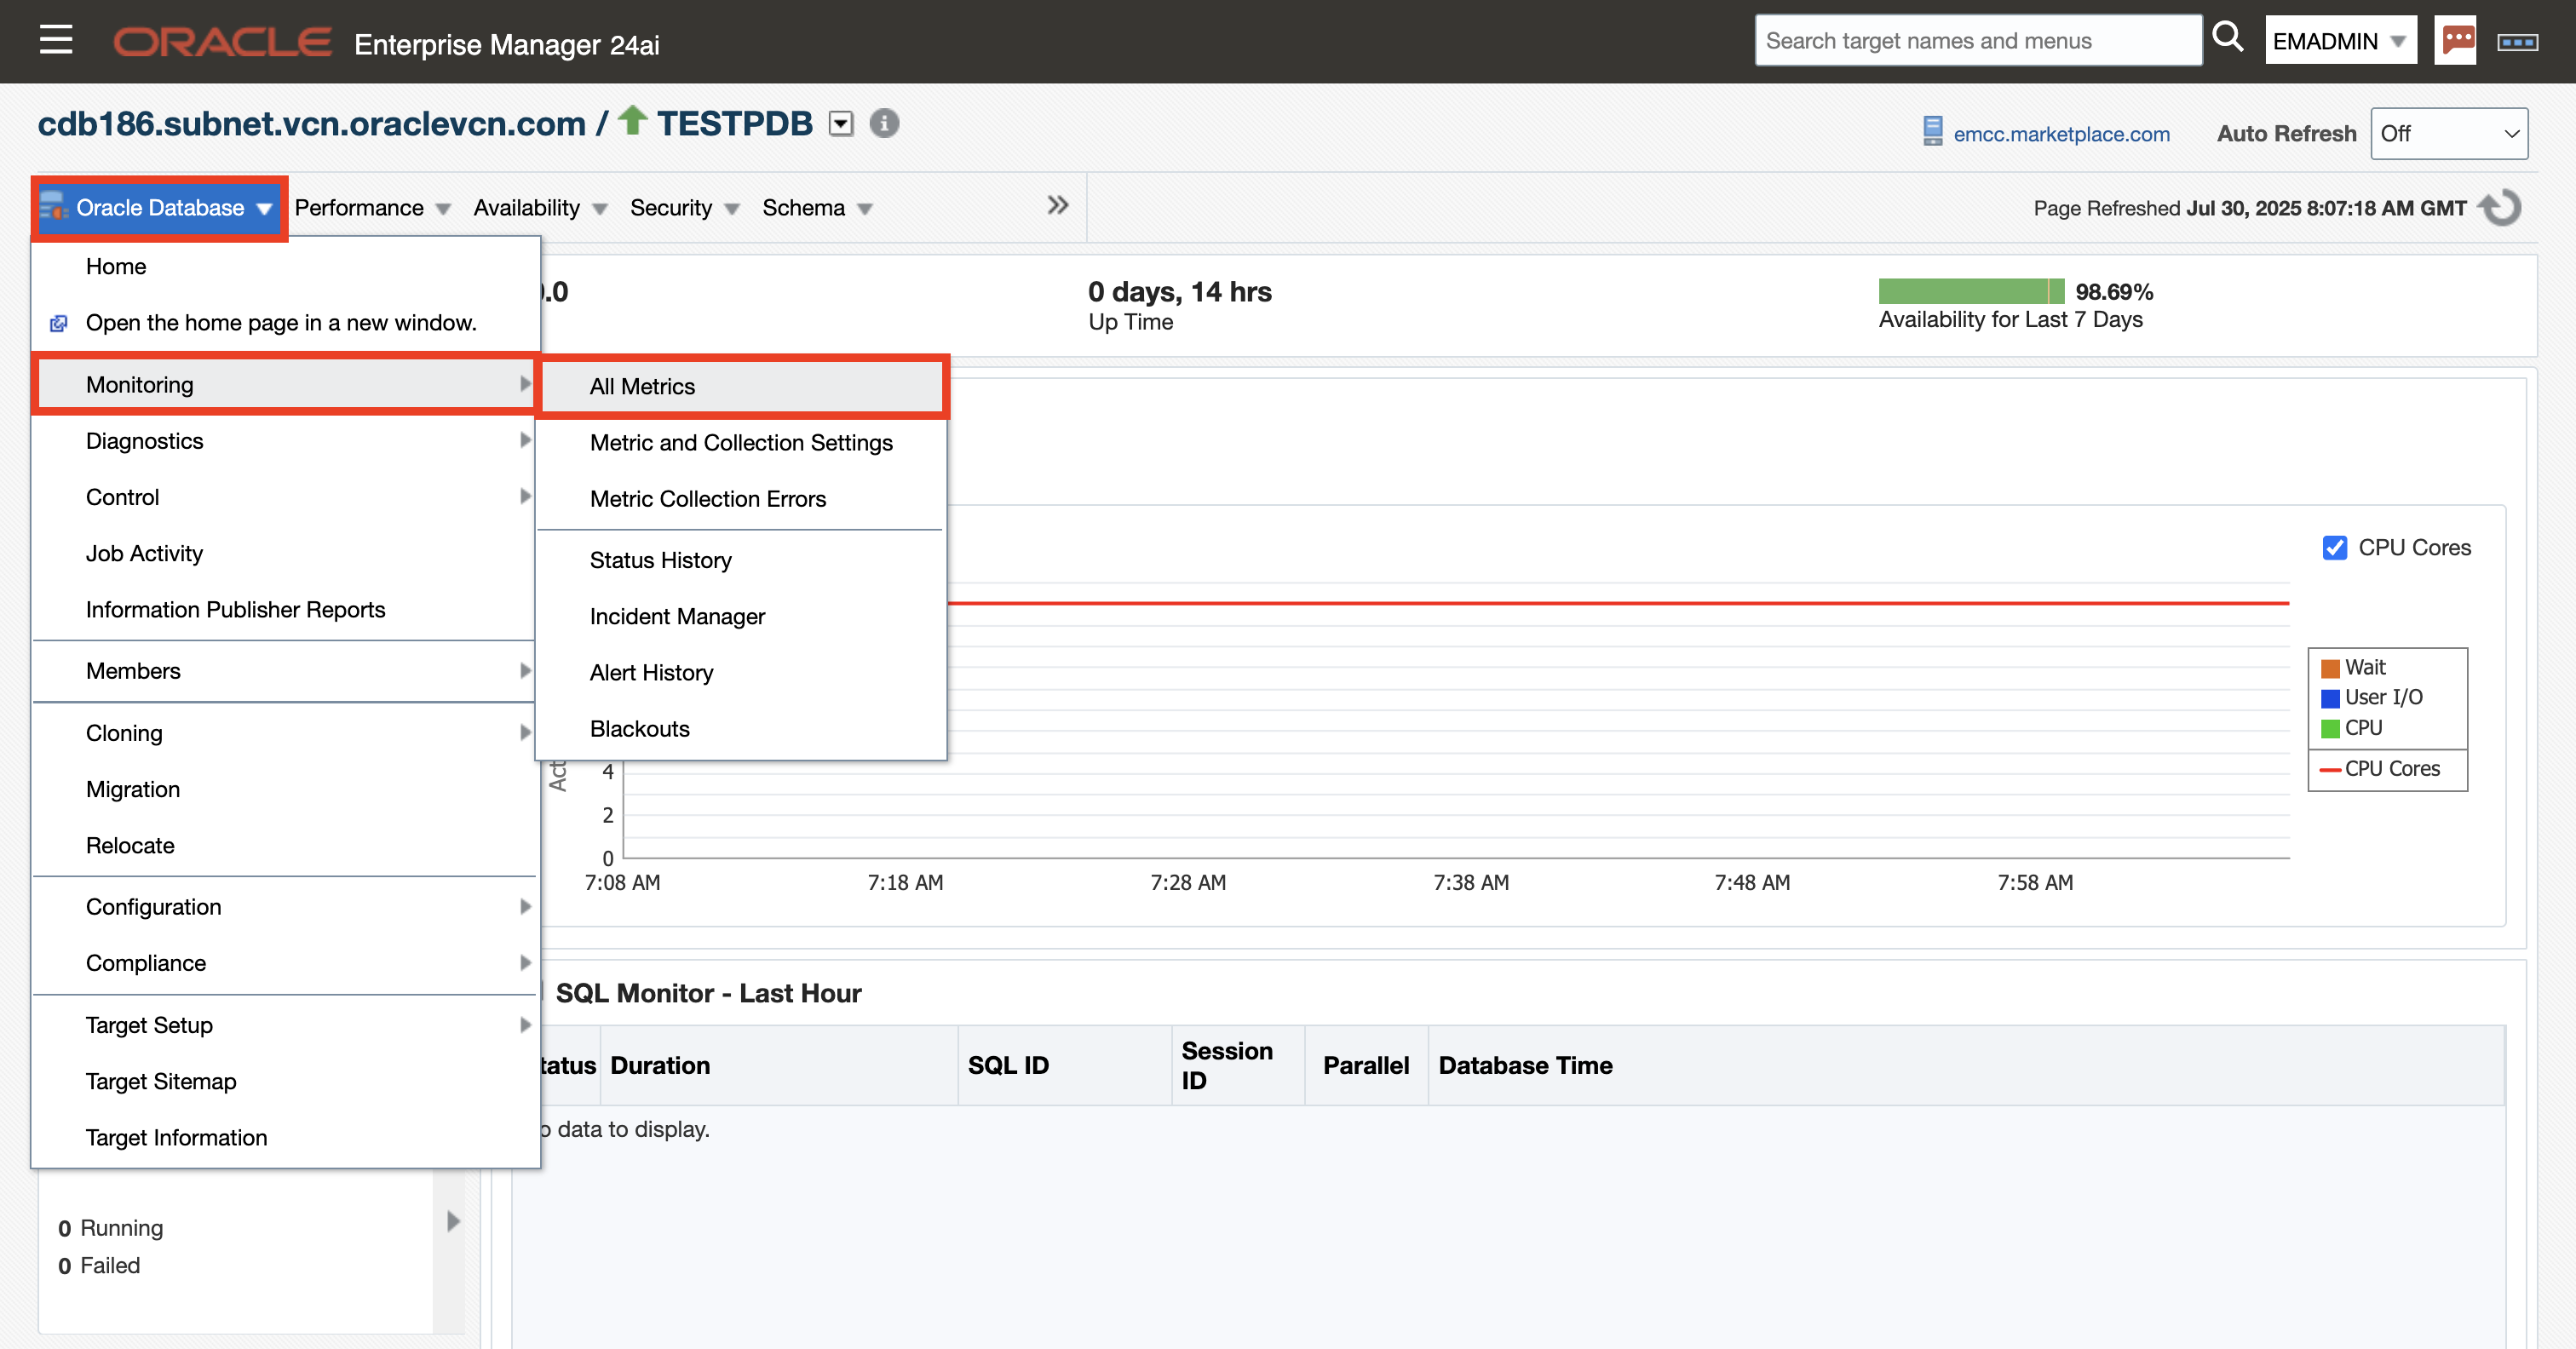 ORACLE Enterprise Manager 24ai
Search target names and menus
EMADMIN
cdb186.subnet.vcn.oraclevcn.com / TESTPDB
emcc.marketplace.com
Auto Refresh
Off
Oracle Database
Performance
Availability
Security
Schema
Page Refreshed Jul 30, 2025 8:07:18 AM GMT
Home
Open the home page in a new window.
Monitoring
Diagnostics
Control
Job Activity
Information Publisher Reports
Members
Cloning
Migration
Relocate
Configuration
Compliance
Target Setup
Target Sitemap
Target Information
All Metrics
Metric and Collection Settings
Metric Collection Errors
Status History
Incident Manager
Alert History
Blackouts
.0
0 days, 14 hrs
Up Time
98.69%
Availability for Last 7 Days
CPU Cores
Wait
User I/O
CPU
CPU Cores
Act
4
2
0
7:08 AM
7:18 AM
7:28 AM
7:38 AM
7:48 AM
7:58 AM
SQL Monitor - Last Hour
tatus
Duration
SQL ID
Session
ID
Parallel
Database Time
data to display.
0 Running
0 Failed